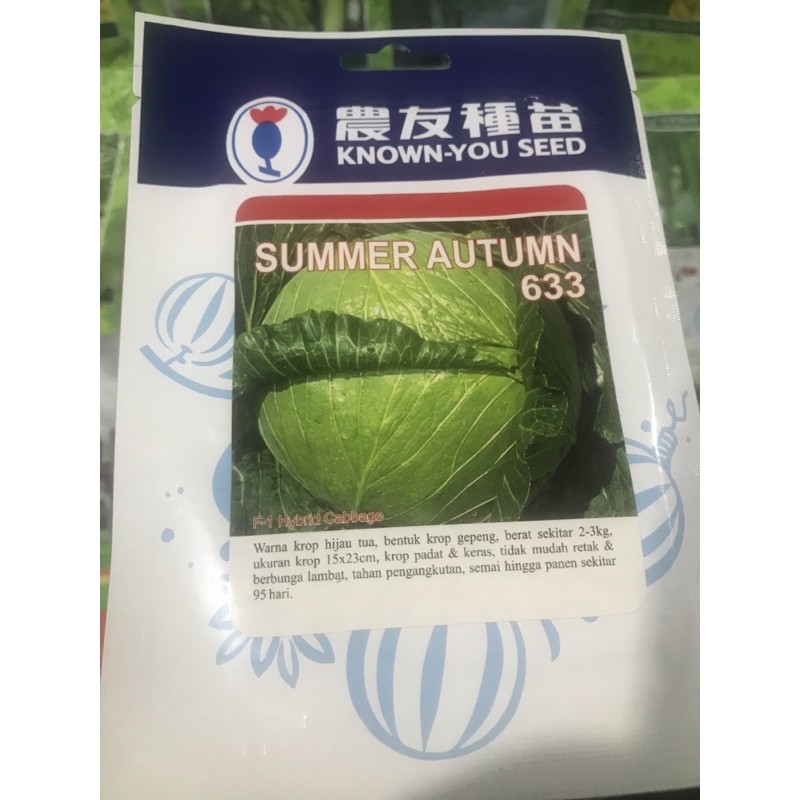 農友種苗
KNOWN-YOU SEED
SUMMER AUTUMN
633
F-1 Hybrid Cabbage
Warna krop hijau tua, bentuk krop gepeng, berat sekitar 2-3kg,
ukuran krop 15x23cm, krop padat & keras, tidak mudah retak &
berbunga lambat, tahan pengangkutan, semai hingga panen sekitar
95 hari.